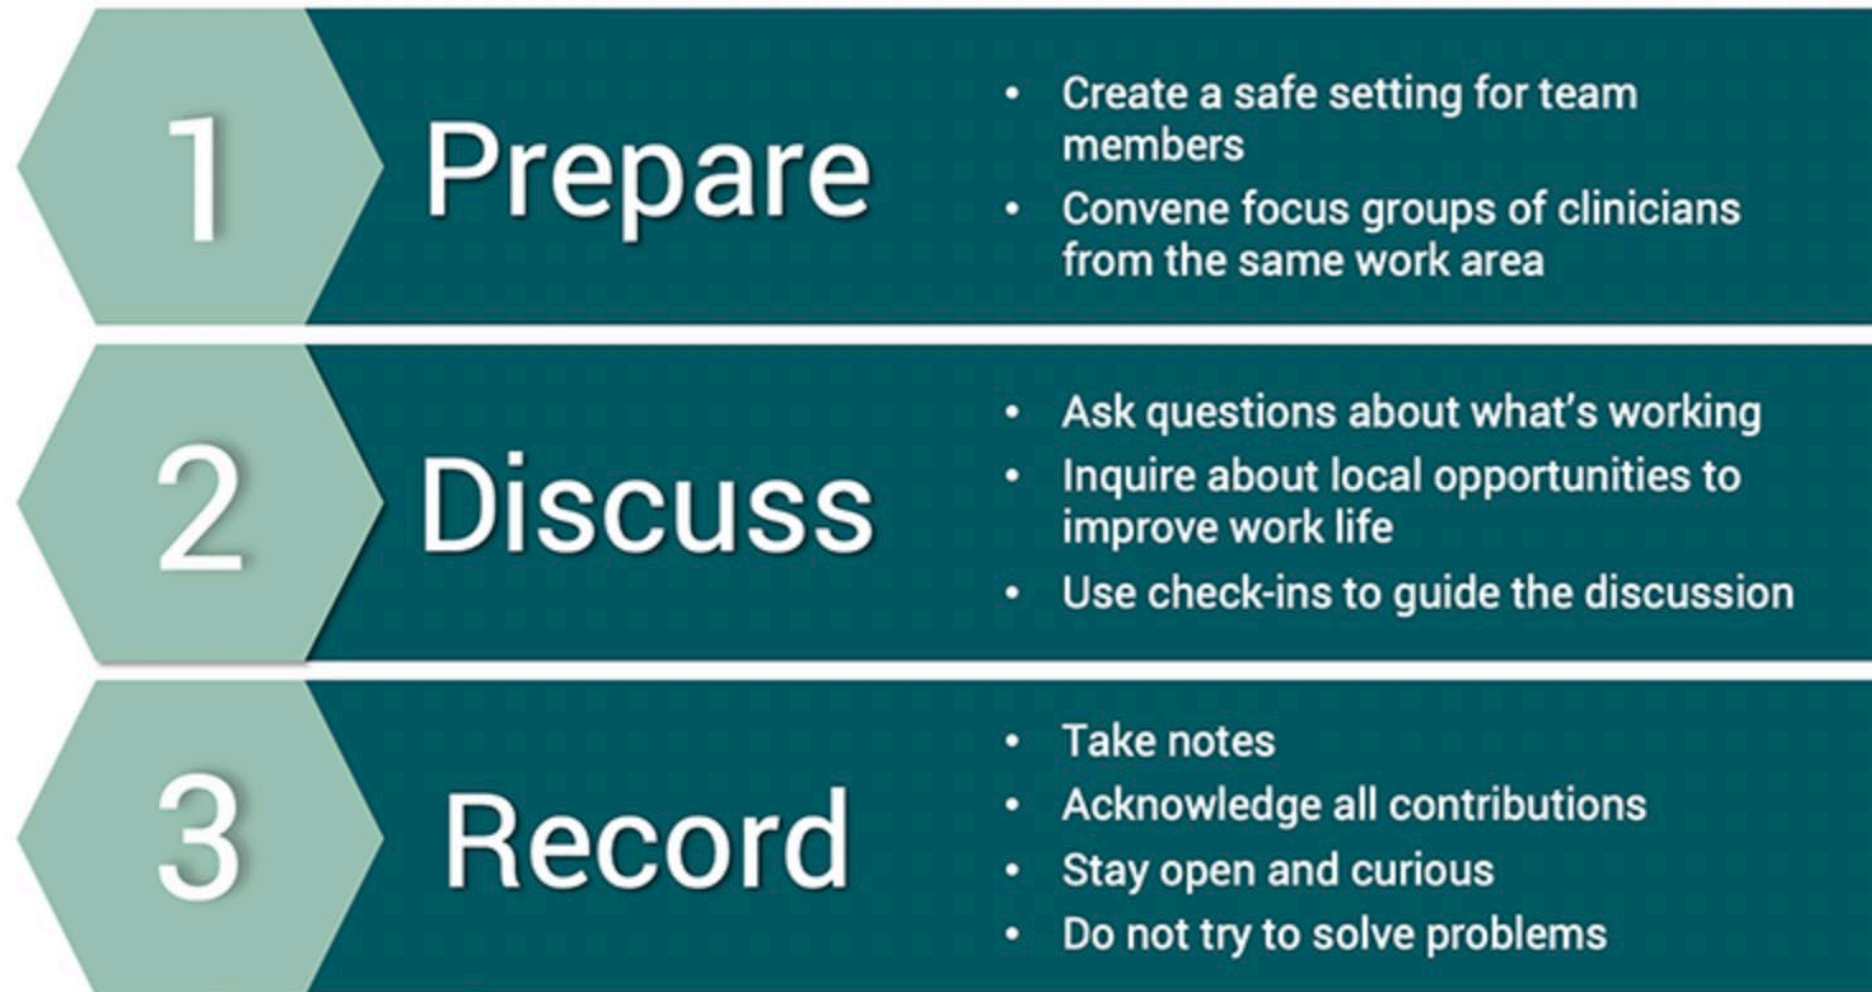 1
Prepare
• Create a safe setting for team
members
• Convene focus groups of clinicians
from the same work area
2
Discuss
• Ask questions about what's working
• Inquire about local opportunities to
improve work life
• Use check-ins to guide the discussion
3
Record
• Take notes
• Acknowledge all contributions
• Stay open and curious
• Do not try to solve problems